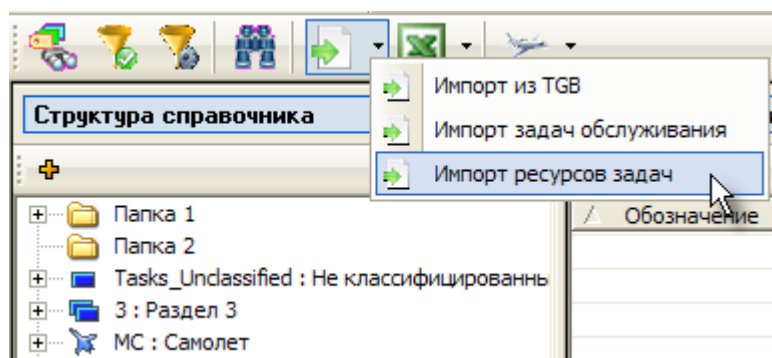 Импорт из TGB
Структура справочника
Импорт задач обслуживания
Импорт ресурсов задач
Обозначение
Папка 1
Папка 2
Tasks_Unclassified : Не классифицированны
3 : Раздел 3
МС : Самолет